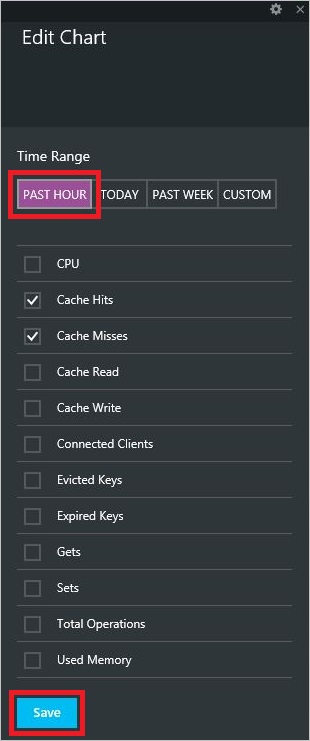 Edit Chart
Time Range
PAST HOUR TODAY PAST WEEK CUSTOM
CPU
Cache Hits
Cache Misses
Cache Read
Cache Write
Connected Clients
Evicted Keys
Expired Keys
Gets
Sets
Total Operations
Used Memory
Save